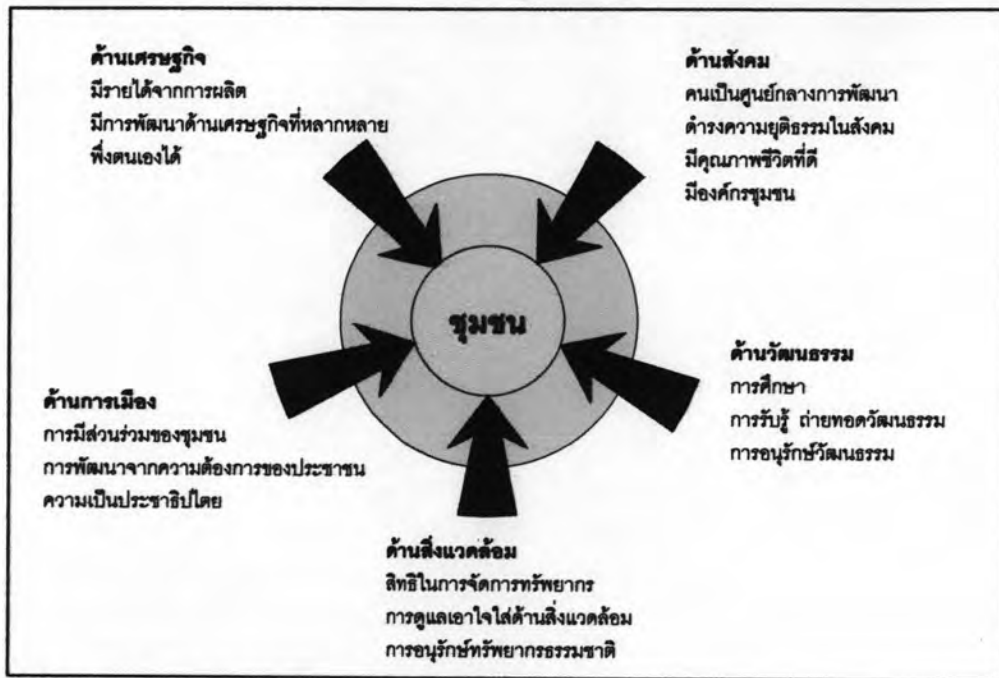 ด้านเศรษฐกิจ
มีรายได้จากการผลิต
มีการพัฒนาด้านเศรษฐกิจที่หลากหลาย
พึ่งตนเองได้
ด้านสังคม
คนเป็นศูนย์กลางการพัฒนา
ดำรงความยุติธรรมในสังคม
มีคุณภาพชีวิตที่ดี
มีองค์กรชุมชน
ชุมชน
ด้านวัฒนธรรม
การศึกษา
การรับรู้ ถ่ายทอดวัฒนธรรม
การอนุรักษ์วัฒนธรรม
ด้านการเมือง
การมีส่วนร่วมของชุมชน
การพัฒนาจากความต้องการของประชาชน
ความเป็นประชาธิปไตย
ด้านสิ่งแวดล้อม
สิทธิในการจัดการทรัพยากร
การดูแลเอาใจใส่ด้านสิ่งแวดล้อม
การอนุรักษ์ทรัพยากรธรรมชาติ